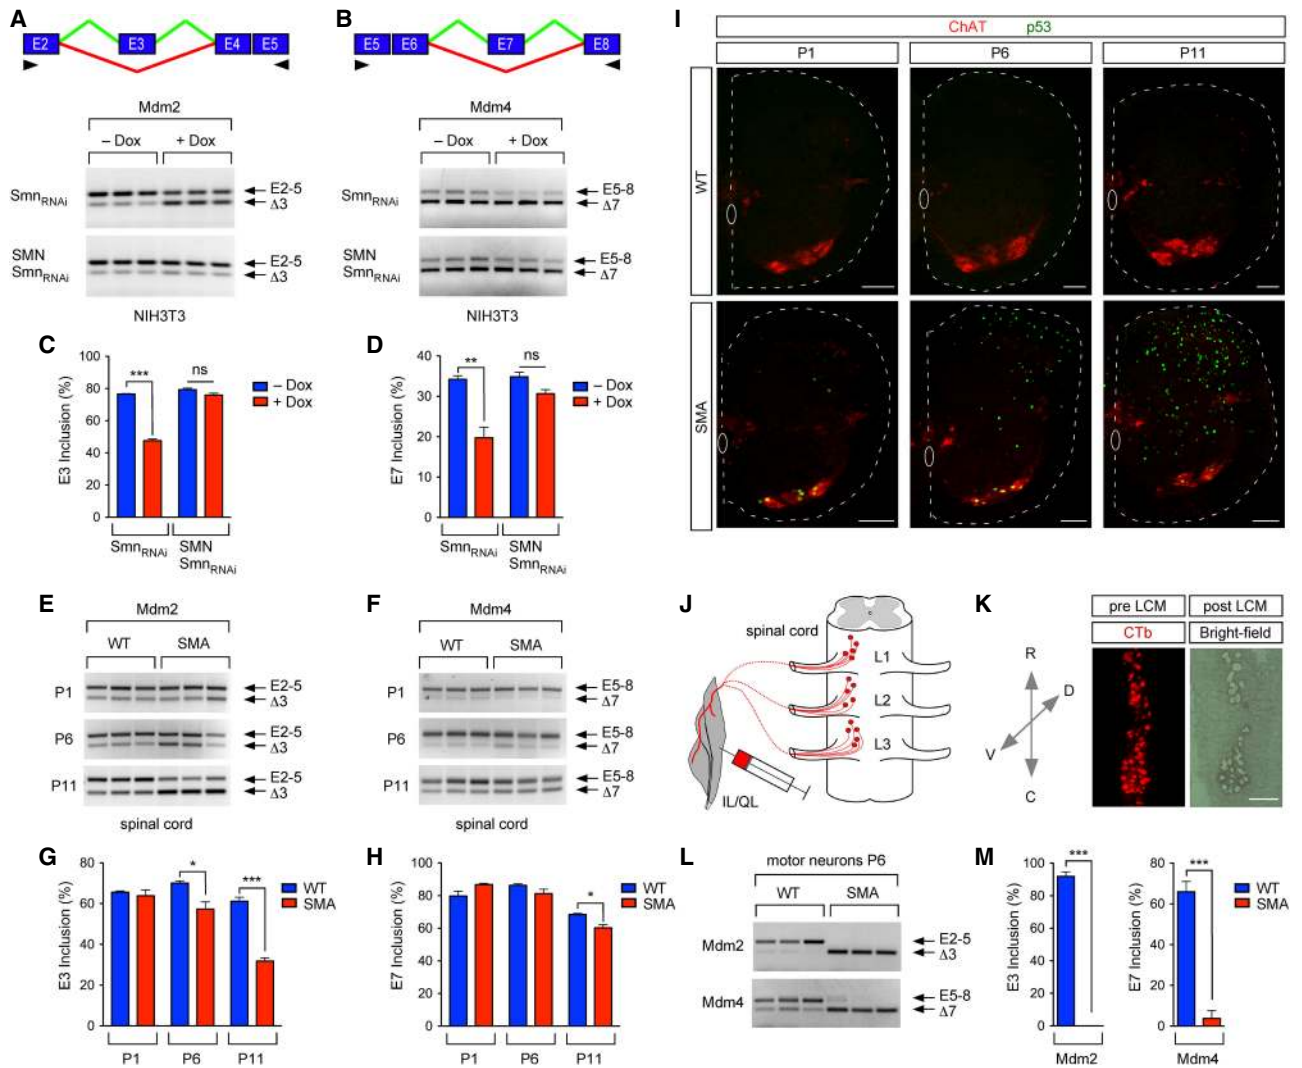 A
E2 E3 E4 E5
Mdm2
– Dox + Dox
SmnRNAi
E2-5
Δ3
SMN
SmnRNAi
E2-5
Δ3
NIH3T3
B
E5 E6 E7 E8
Mdm4
– Dox + Dox
SmnRNAi
E5-8
Δ7
SMN
SmnRNAi
E5-8
Δ7
NIH3T3
C
E3 Inclusion (%)
100
80
60
40
20
0
*** ns
– Dox
+ Dox
SmnRNAi SMN
SmnRNAi
D
E7 Inclusion (%)
40
30
20
10
0
** ns
– Dox
+ Dox
SmnRNAi SMN
SmnRNAi
E
Mdm2
WT SMA
P1 E2-5
Δ3
P6 E2-5
Δ3
P11 E2-5
Δ3
spinal cord
F
Mdm4
WT SMA
P1 E5-8
Δ7
P6 E5-8
Δ7
P11 E5-8
Δ7
spinal cord
G
E3 Inclusion (%)
80
60
40
20
0
* ***
WT
SMA
P1 P6 P11
H
E7 Inclusion (%)
100
80
60
40
20
0
*
WT
SMA
P1 P6 P11
I
ChAT p53
P1 P6 P11
WT
SMA
J
spinal cord
L1
L2
L3
IL/QL
K
R
D
V
C
pre LCM post LCM
CTb Bright-field
L
motor neurons P6
WT SMA
Mdm2 E2-5
Δ3
Mdm4 E5-8
Δ7
M
E3 Inclusion (%)
100
80
60
40
20
0
***
Mdm2
E7 Inclusion (%)
80
60
40
20
0
***
Mdm4
WT
SMA